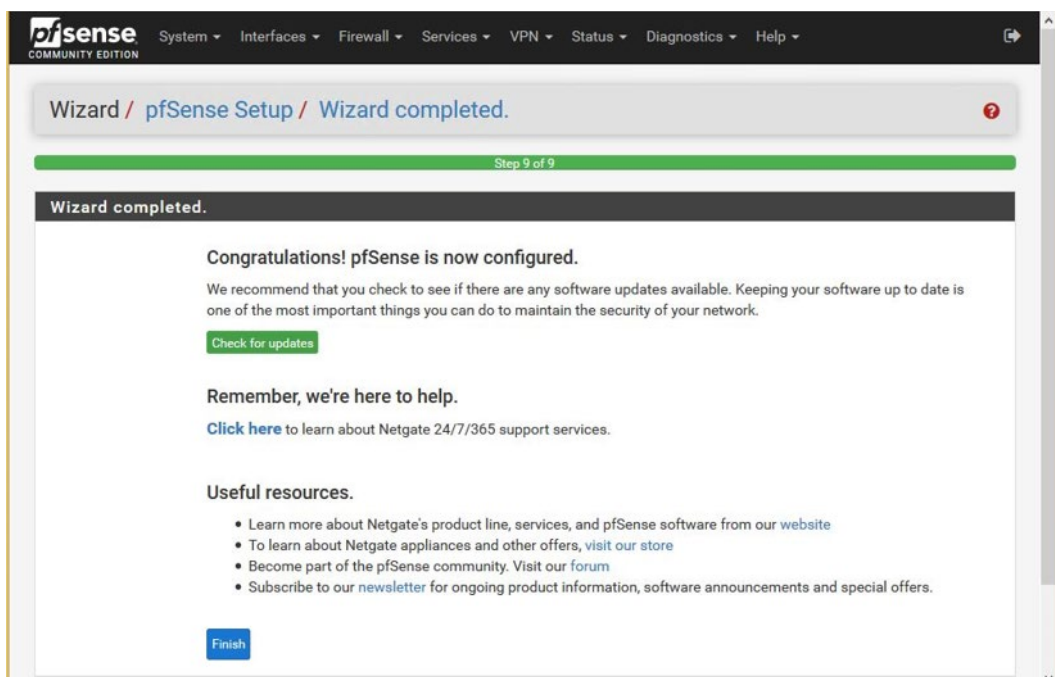 pfsense
COMMUNITY EDITION
System Interfaces Firewall Services VPN Status Diagnostics Help
Wizard / pfSense Setup / Wizard completed.
Step 9 of 9
Wizard completed.
Congratulations! pfSense is now configured.
We recommend that you check to see if there are any software updates available. Keeping your software up to date is
one of the most important things you can do to maintain the security of your network.
Check for updates
Remember, we're here to help.
Click here to learn about Netgate 24/7/365 support services.
Useful resources.
• Learn more about Netgate's product line, services, and pfSense software from our website
• To learn about Netgate appliances and other offers, visit our store
• Become part of the pfSense community. Visit our forum
• Subscribe to our newsletter for ongoing product information, software announcements and special offers.
Finish